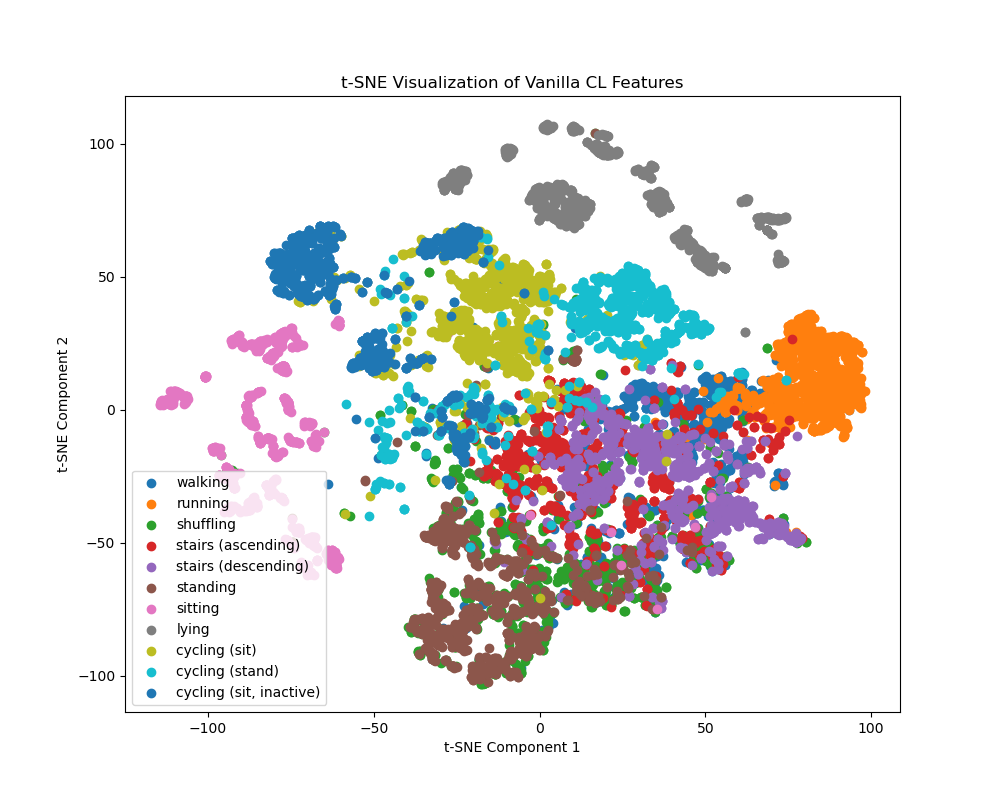 t-SNE Visualization of Vanilla CL Features
100
50
0
−50
−100
t-SNE Component 2
walking
running
shuffling
stairs (ascending)
stairs (descending)
standing
sitting
lying
cycling (sit)
cycling (stand)
cycling (sit, inactive)
−100
−50
0
50
100
t-SNE Component 1